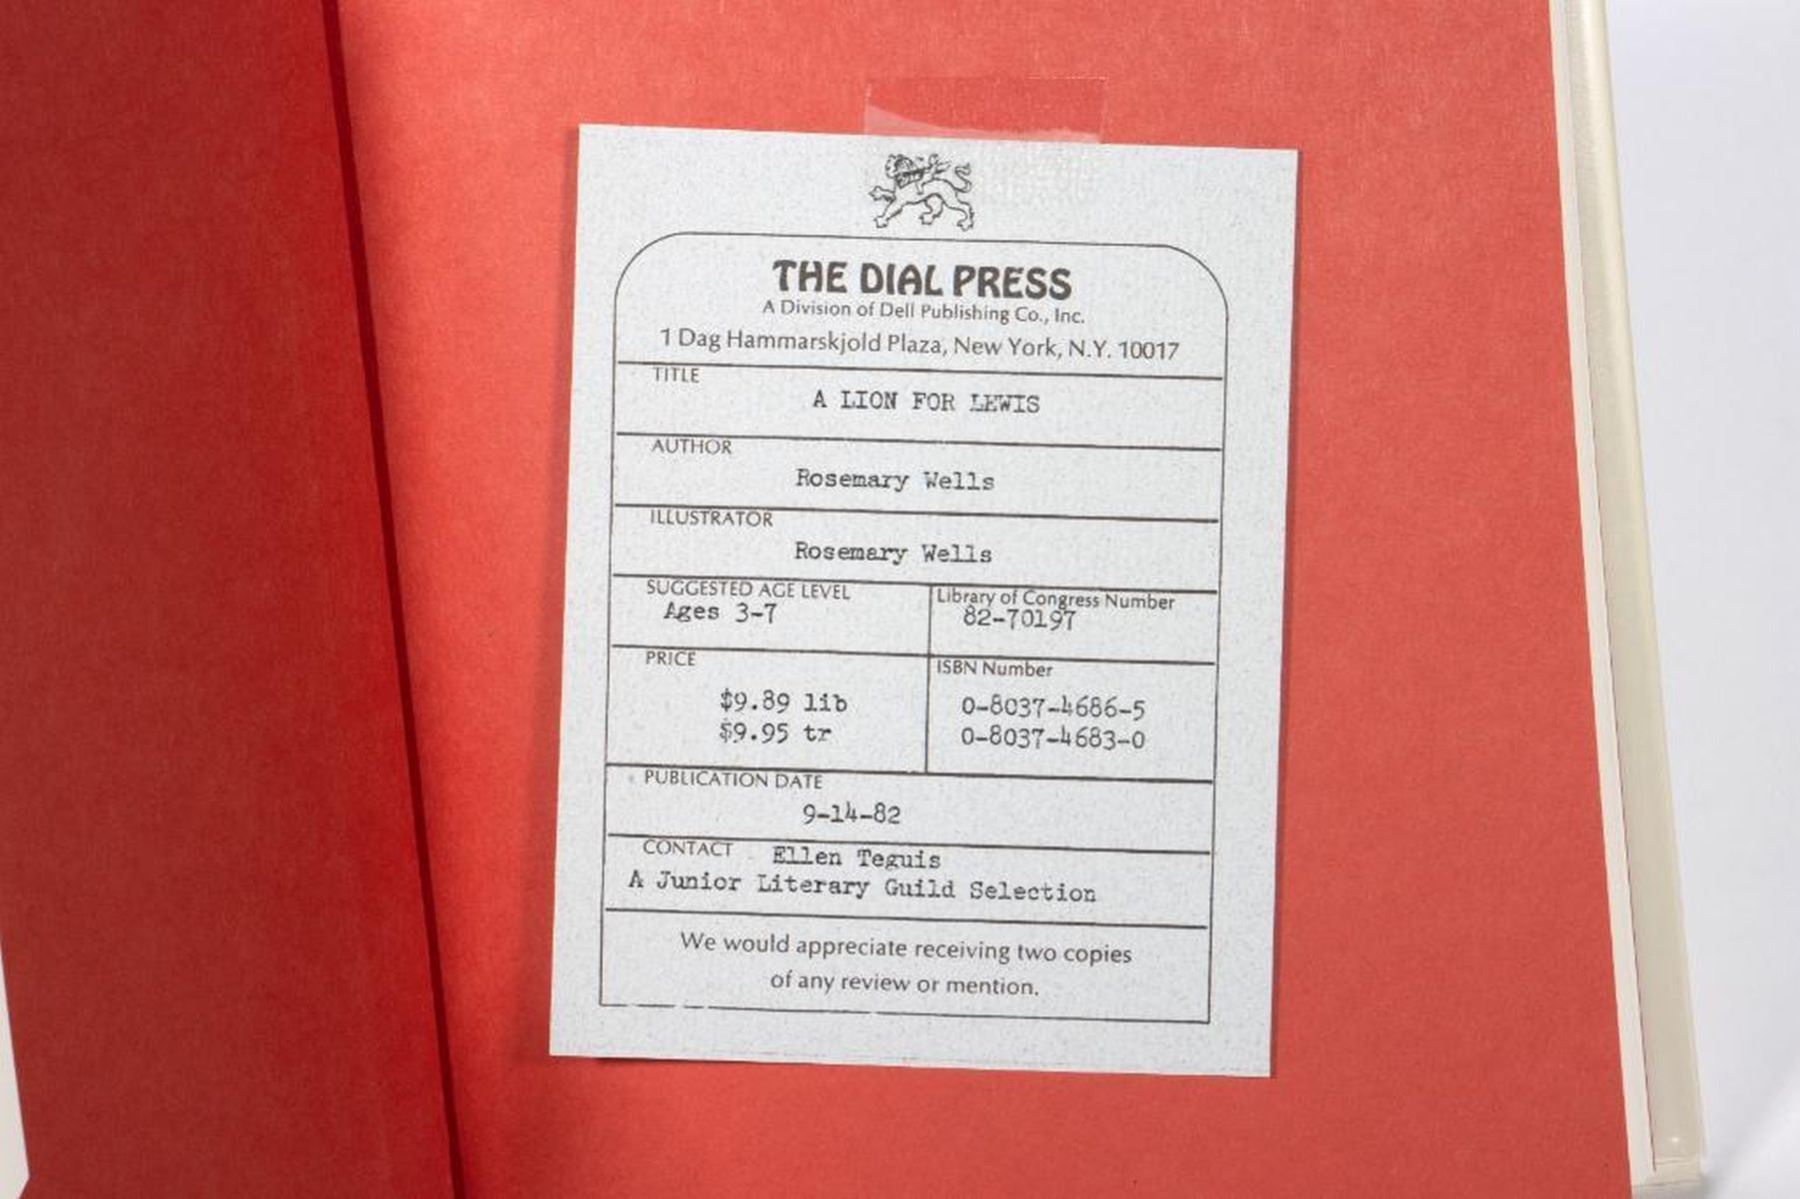 THE DIAL PRESS
A Division of Dell Publishing Co., Inc.
1 Dag Hammarskjold Plaza, New York, N.Y. 10017
TITLE
A LION FOR LEWIS
AUTHOR
Rosemary Wells
ILLUSTRATOR
Rosemary Wells
SUGGESTED AGE LEVEL
Ages 3-7
Library of Congress Number
82-70197
PRICE
$9.89 lib
$9.95 tr
ISBN Number
0-8037-4686-5
0-8037-4683-0
PUBLICATION DATE
9-14-82
CONTACT Ellen Teguis
A Junior Literary Guild Selection
We would appreciate receiving two copies
of any review or mention.